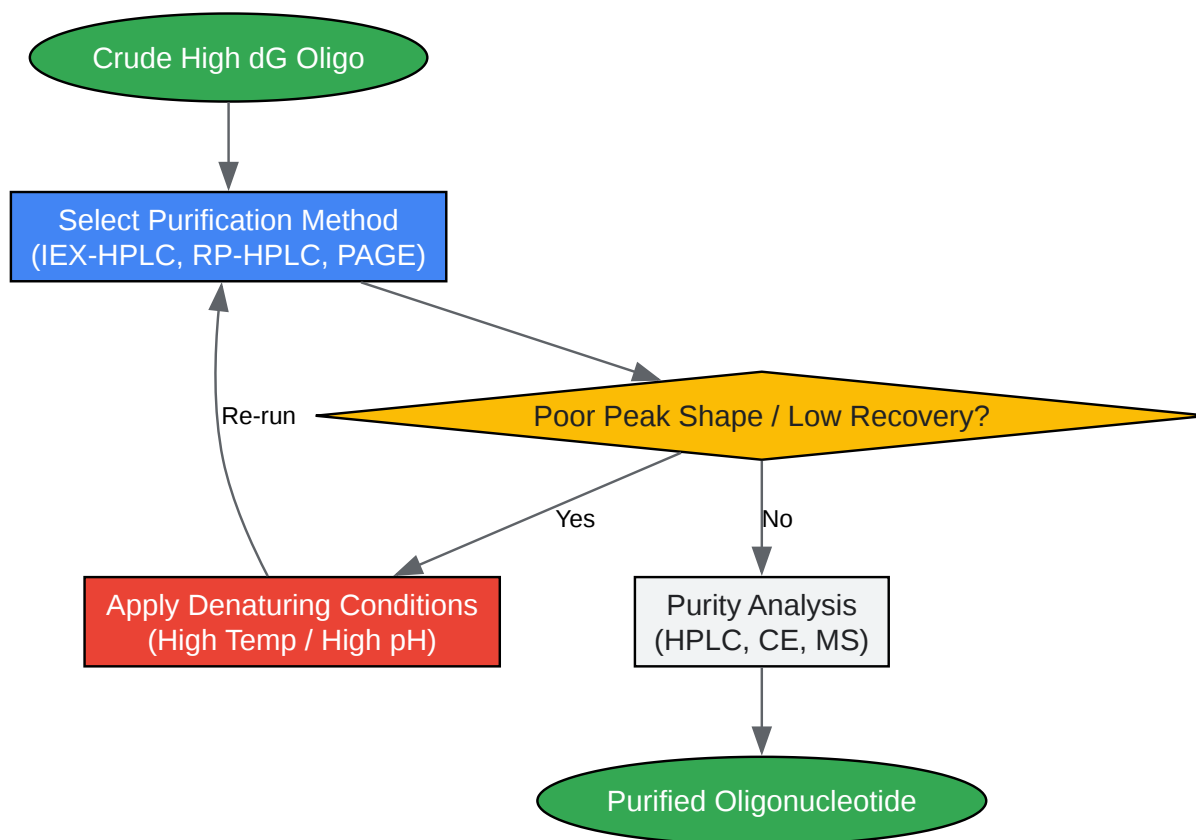 Crude High dG Oligo
Select Purification Method
(IEX-HPLC, RP-HPLC, PAGE)
Re-run
Poor Peak Shape / Low Recovery?
Yes
No
Apply Denaturing Conditions
(High Temp / High pH)
Purity Analysis
(HPLC, CE, MS)
Purified Oligonucleotide